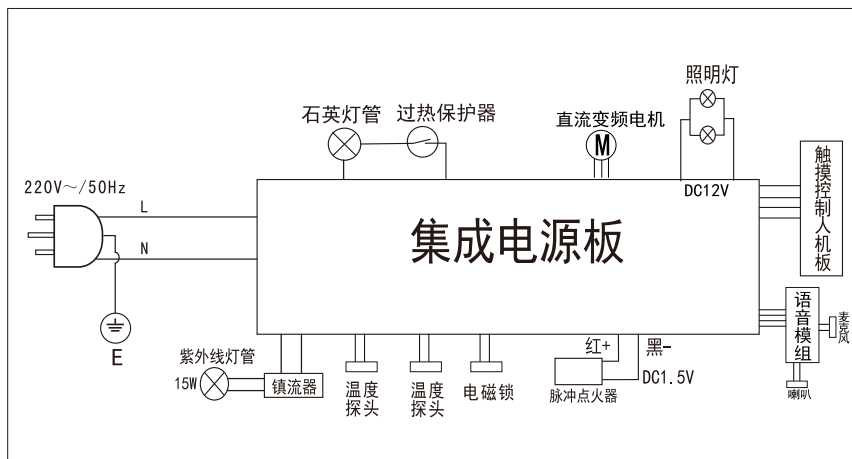 照明灯
石英灯管
过热保护器
直流变频电机
M
220V～/50Hz
L
DC12V
触摸控制人机板
集成电源板
N
E
语音模组
麦克风
喇叭
紫外线灯管
15W
镇流器
温度
探头
温度
探头
电磁锁
红+
黑-
DC1.5V
脉冲点火器